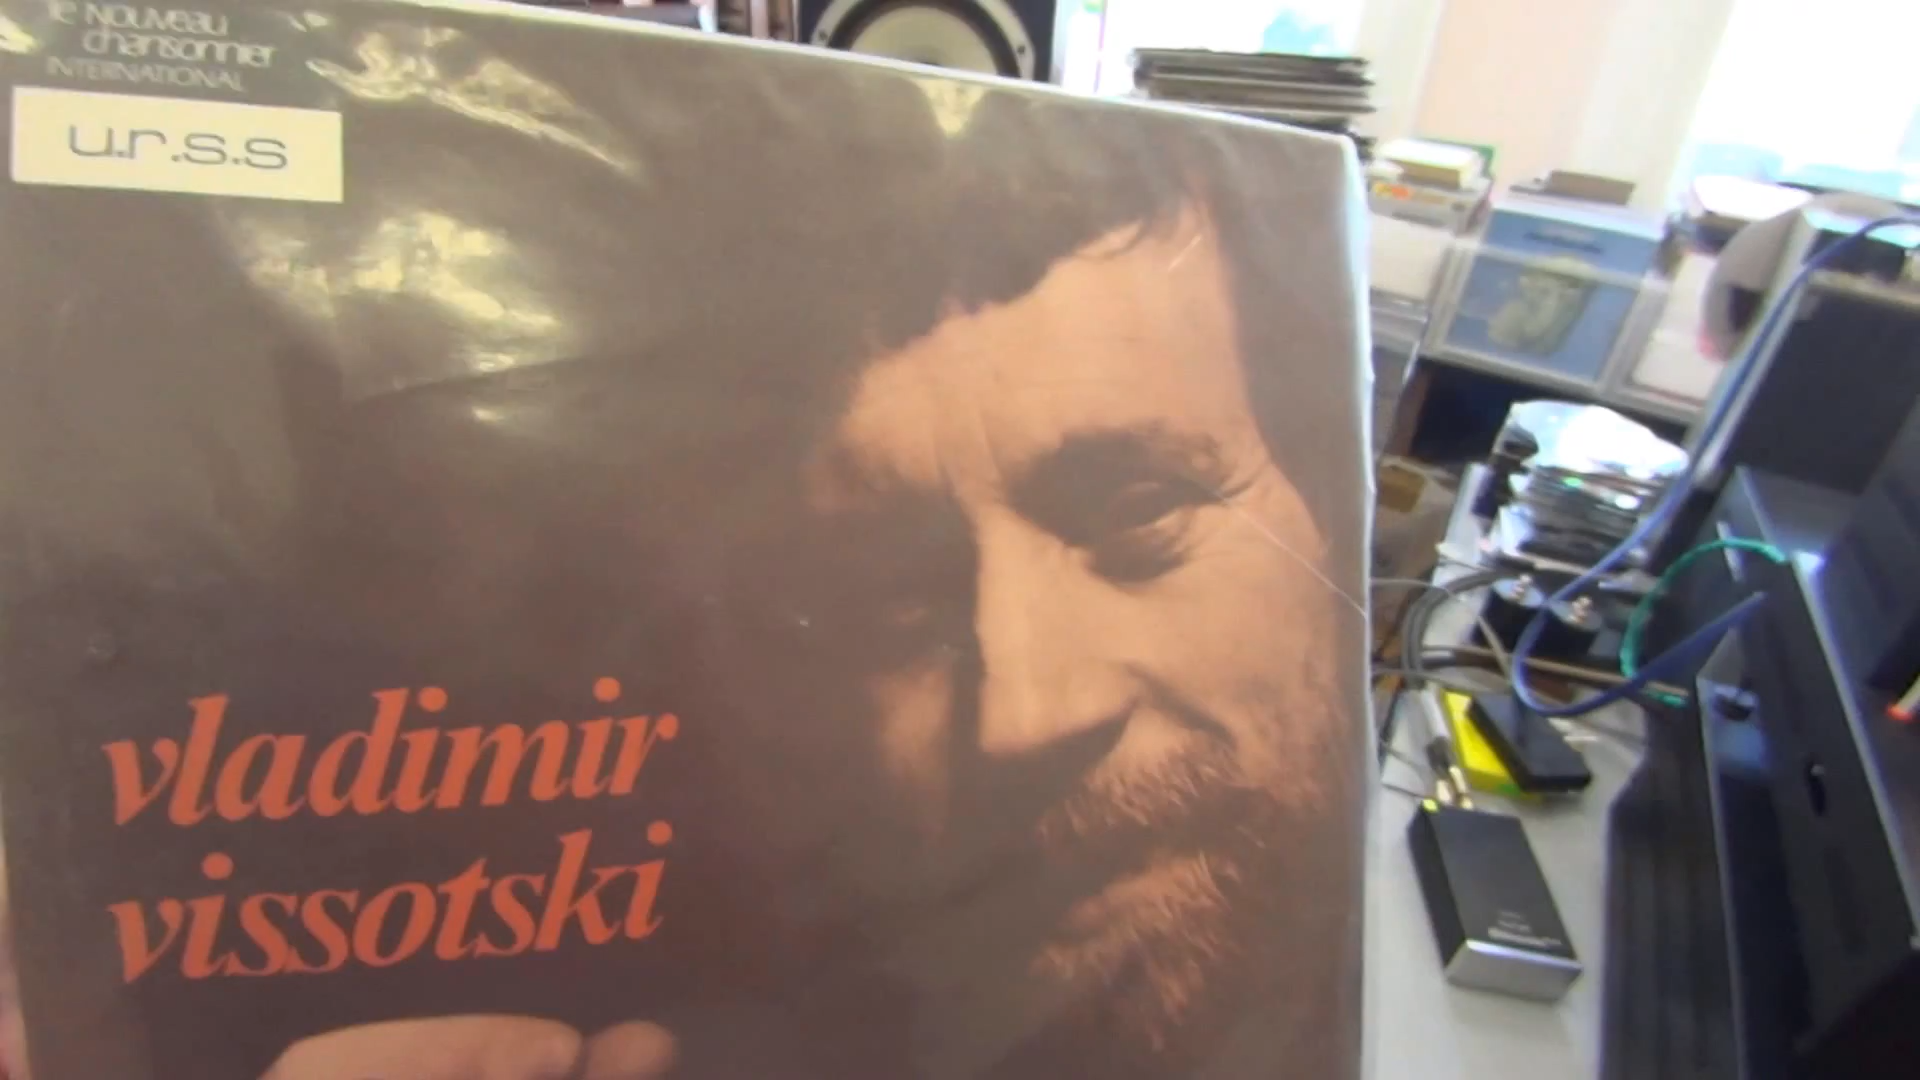 le NOUVEAU
chansonnier
INTERNATIONAL
u.r.s.s
vladimir
vissotski